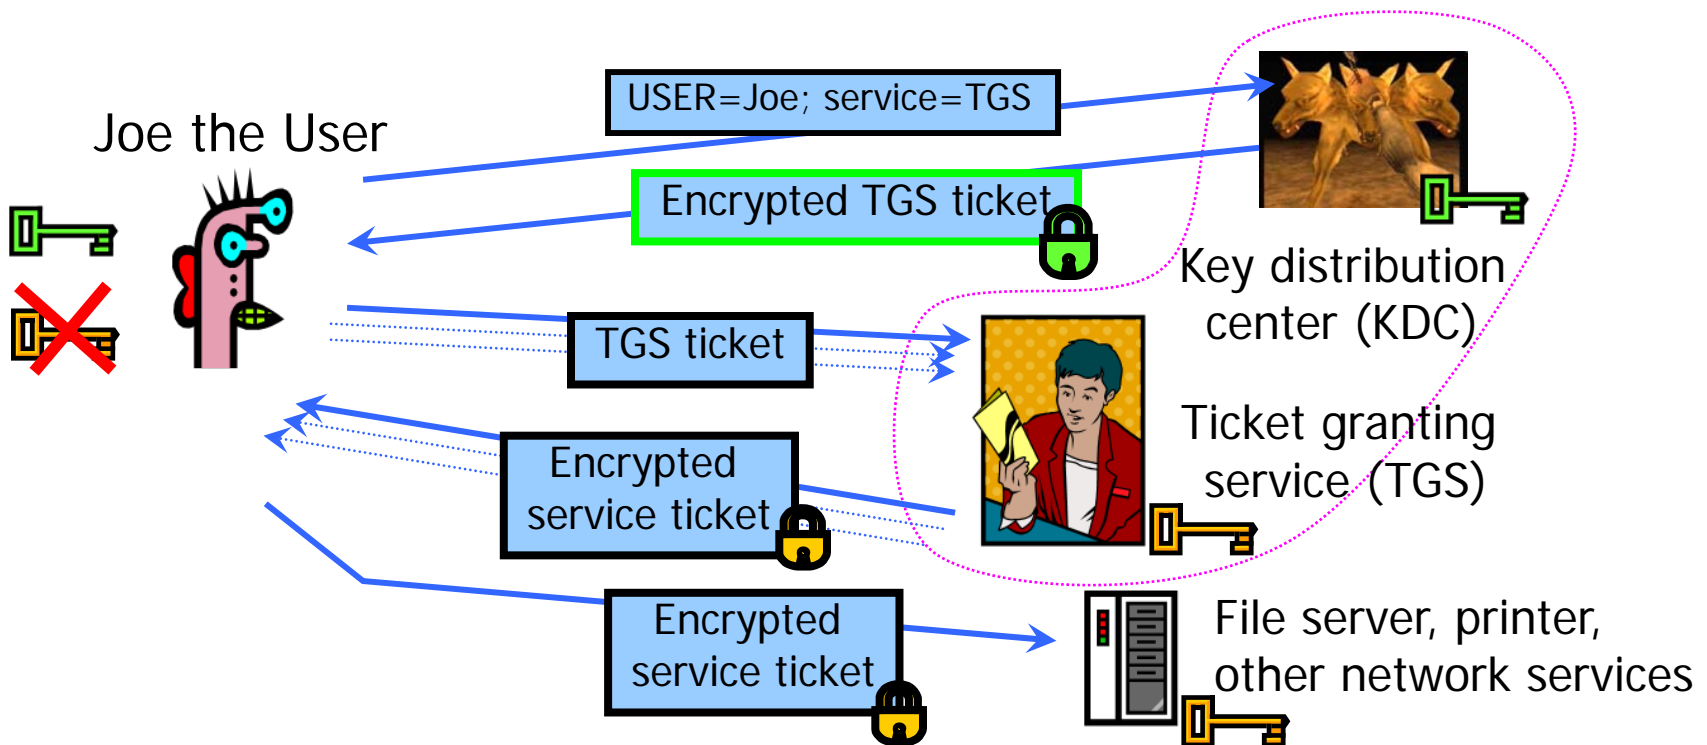 USER=Joe; service=TGS
Joe the User
Encrypted TGS ticket
Key distribution
center (KDC)
TGS ticket
Ticket granting
service (TGS)
Encrypted
service ticket
Encrypted
service ticket
File server, printer,
other network services